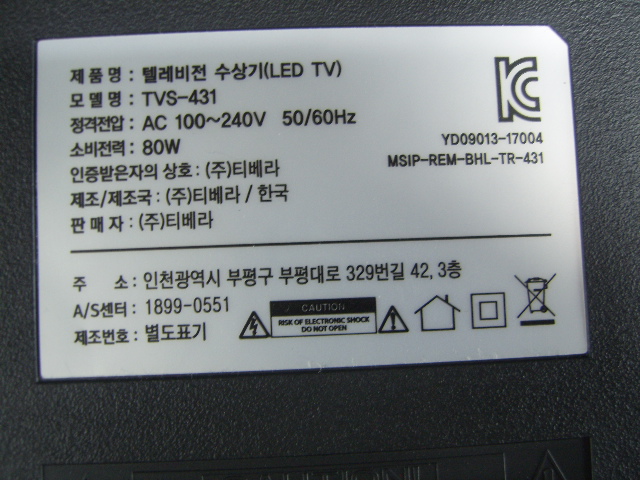 제 품 명 : 텔레비전 수상기(LED TV)
모 델 명 : TVS-431
정격전압 : AC 100~240V 50/60Hz
소비전력 : 80W
인증받은자의 상호 : (주)티베라
제조/제조국 : (주)티베라 / 한국
판 매 자 : (주)티베라
KC
YD09013-17004
MSIP-REM-BHL-TR-431
주 소 : 인천광역시 부평구 부평대로 329번길 42, 3층
A/S센터 : 1899-0551
제조번호 : 별도표기
CAUTION
RISK OF ELECTRONIC SHOCK
DO NOT OPEN